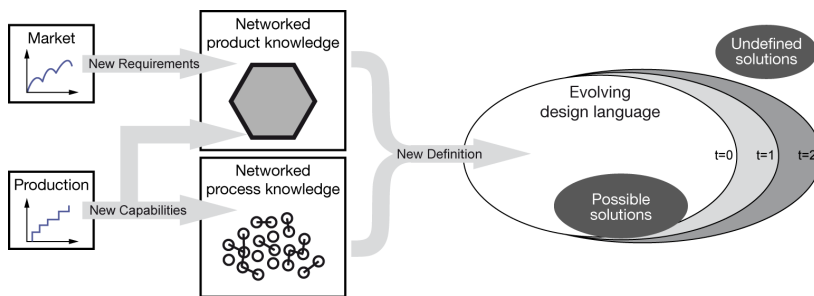 Market
New Requirements
Networked
product knowledge
Production
New Capabilities
Networked
process knowledge
New Definition
Evolving
design language
Undefined
solutions
t=0
t=1
t=2
Possible
solutions